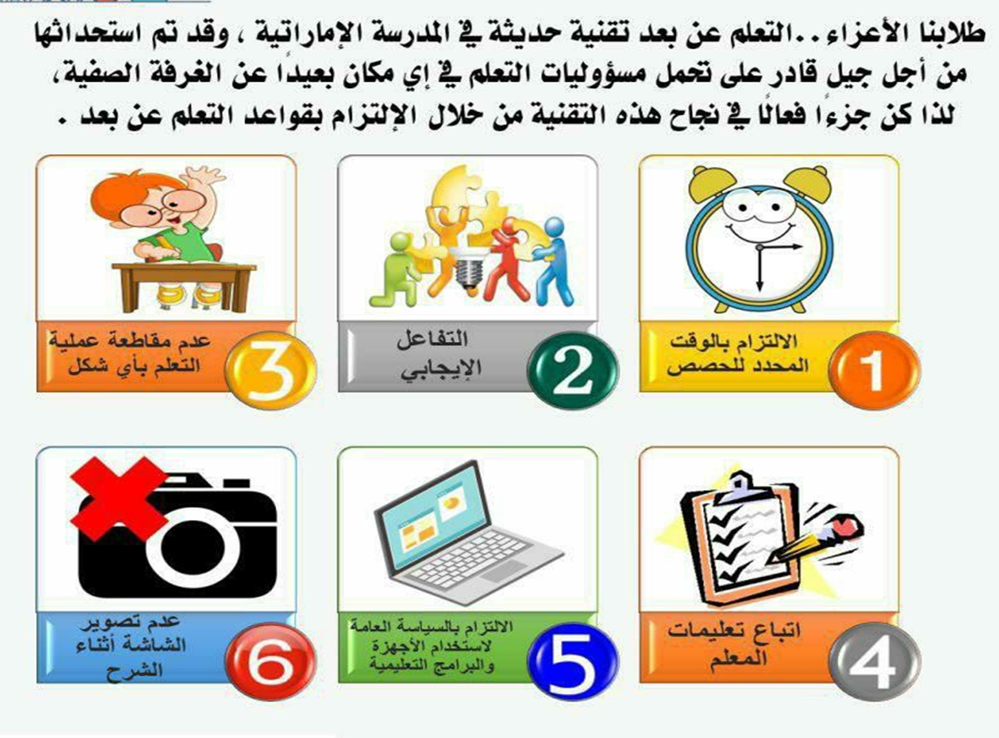 طلابنا الأعزاء ..التعلم عن بعد تقنية حديثة في المدرسة الإماراتية ، وقد تم استحداثها
من أجل جيلٍ قادر على تحمل مسؤوليات التعلم في إي مكان بعيدًا عن الغرفة الصفية،
لذا كن جزءًا فعالًا في نجاح هذه التقنية من خلال الإلتزام بقواعد التعلم عن بعد .
الالتزام بالوقت
المحدد للحصص
1
التفاعل
الإيجابي
2
عدم مقاطعة عملية
التعلم بأي شكل
3
اتباع تعليمات
المعلم
4
الالتزام بالسياسة العامة
لاستخدام الأجهزة
والبرامج التعليمية
5
عدم تصوير
الشاشة أثناء
الشرح
6